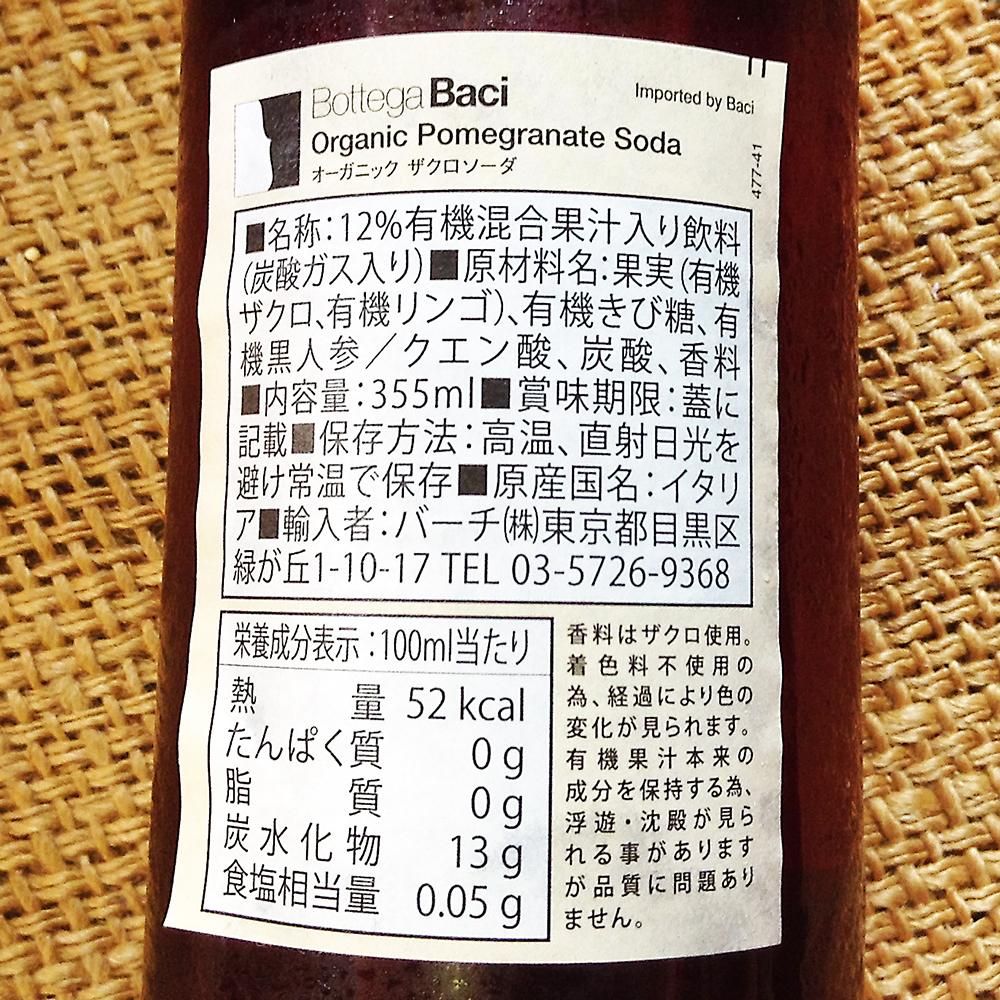 Bottega Baci
Imported by Baci
Organic Pomegranate Soda
オーガニック ザクロソーダ
477-41
■名称：12%有機混合果汁入り飲料
(炭酸ガス入り)■原材料名：果実(有機
ザクロ、有機リンゴ)、有機きび糖、有
機黒人参／クエン酸、炭酸、香料
■内容量：355ml■賞味期限：蓋に
記載■保存方法：高温、直射日光を
避け常温で保存■原産国名：イタリ
ア■輸入者：バーチ(株)東京都目黒区
緑が丘1-10-17 TEL 03-5726-9368
栄養成分表示：100ml当たり
熱量 52 kcal
たんぱく質 0 g
脂質 0 g
炭水化物 13 g
食塩相当量 0.05 g
香料はザクロ使用。
着色料不使用の
為、経過により色の
変化が見られます。
有機果汁本来の
成分を保持する為、
浮遊・沈殿が見ら
れる事があります
が品質に問題あり
ません。